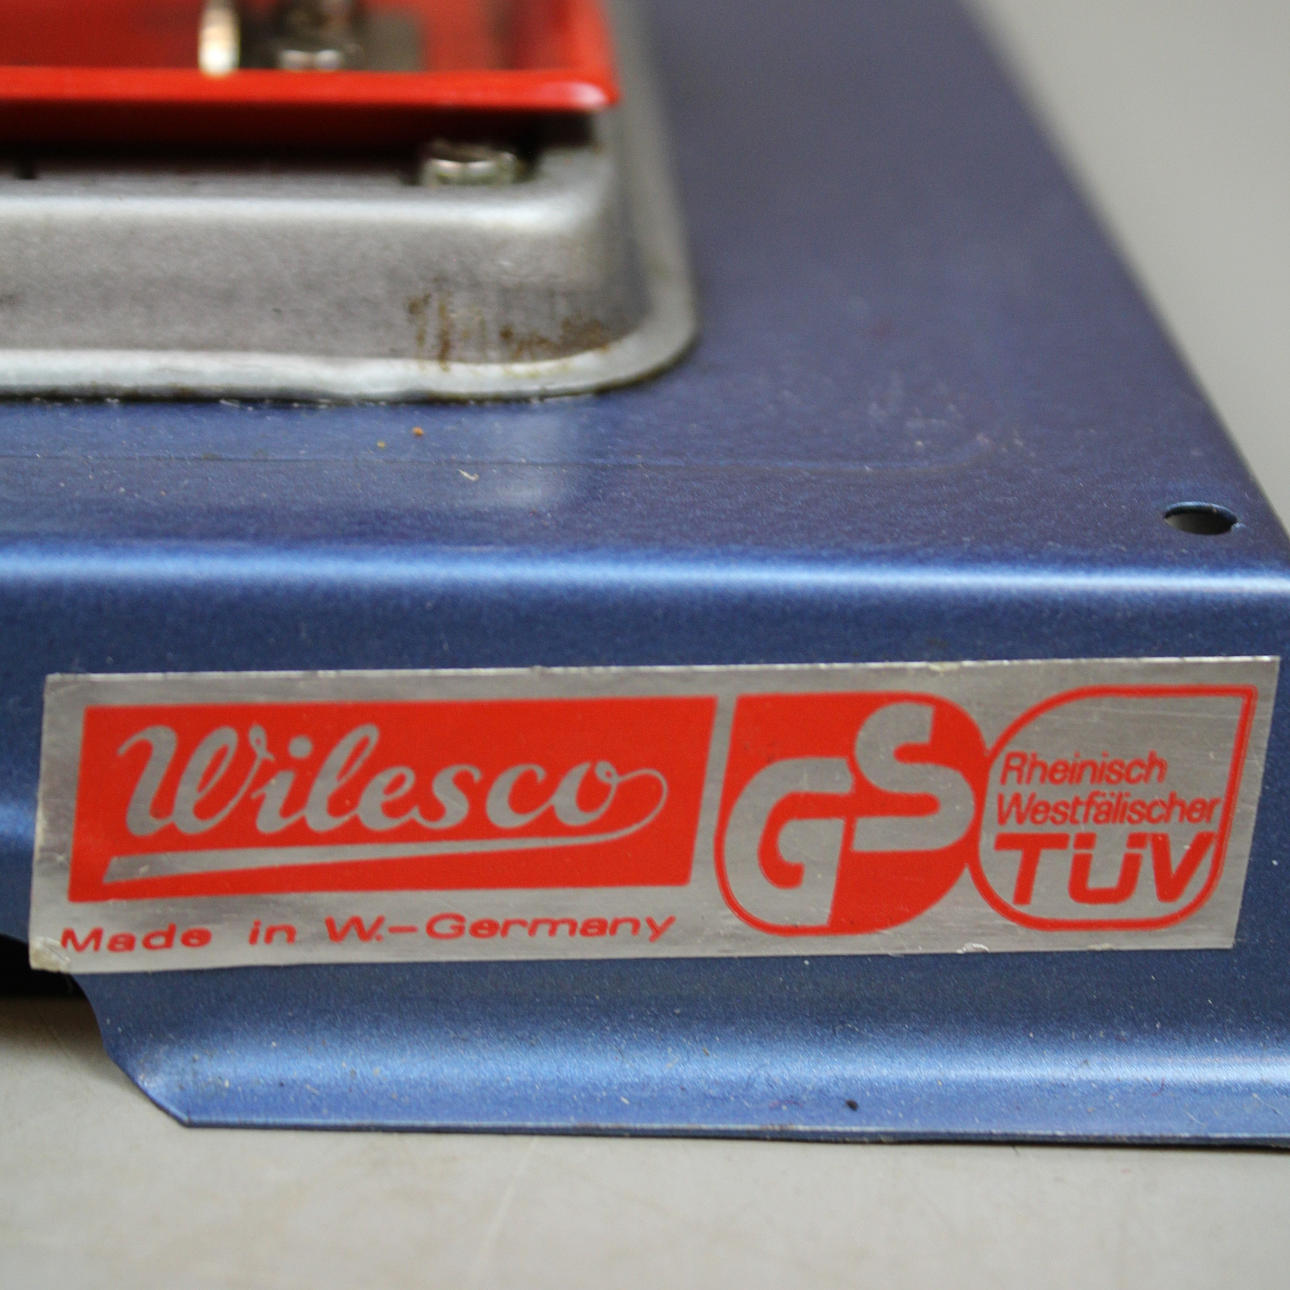 Wilesco
Made in W.-Germany
GS
Rheinisch
Westfälischer
TÜV